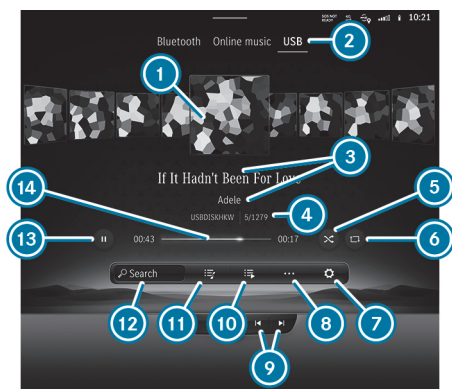 SOS NOT READY 4G 10:21
Bluetooth Online music USB
2
1
3
If It Hadn't Been For Love
14
Adele
5
USBDISKHKW 5/1279
4
13
00:43 00:17
6
Search
12
11
10
8
7
9